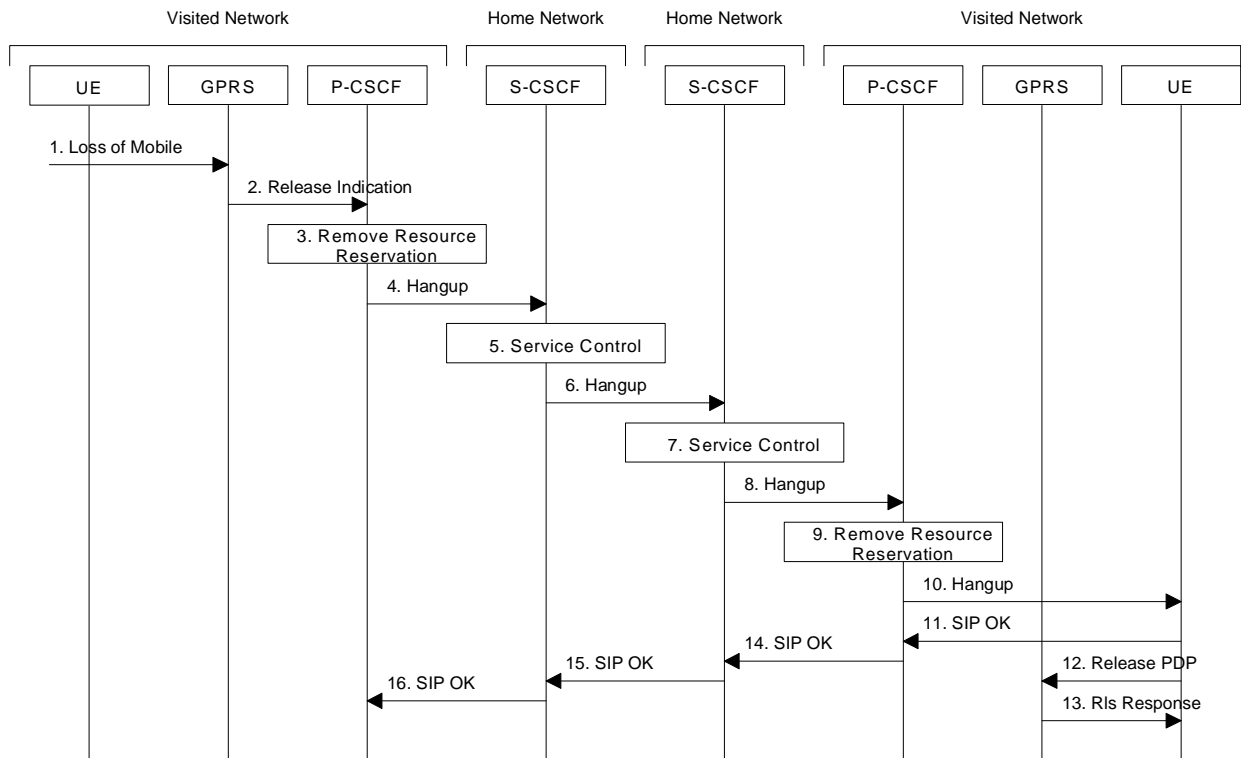 Visited Network Home Network Home Network Visited Network
UE GPRS P-CSCF S-CSCF S-CSCF P-CSCF GPRS UE
1. Loss of Mobile
2. Release Indication
3. Remove Resource
Reservation
4. Hangup
5. Service Control
6. Hangup
7. Service Control
8. Hangup
9. Remove Resource
Reservation
10. Hangup
11. SIP OK
14. SIP OK
12. Release PDP
15. SIP OK
16. SIP OK
13. Rls Response